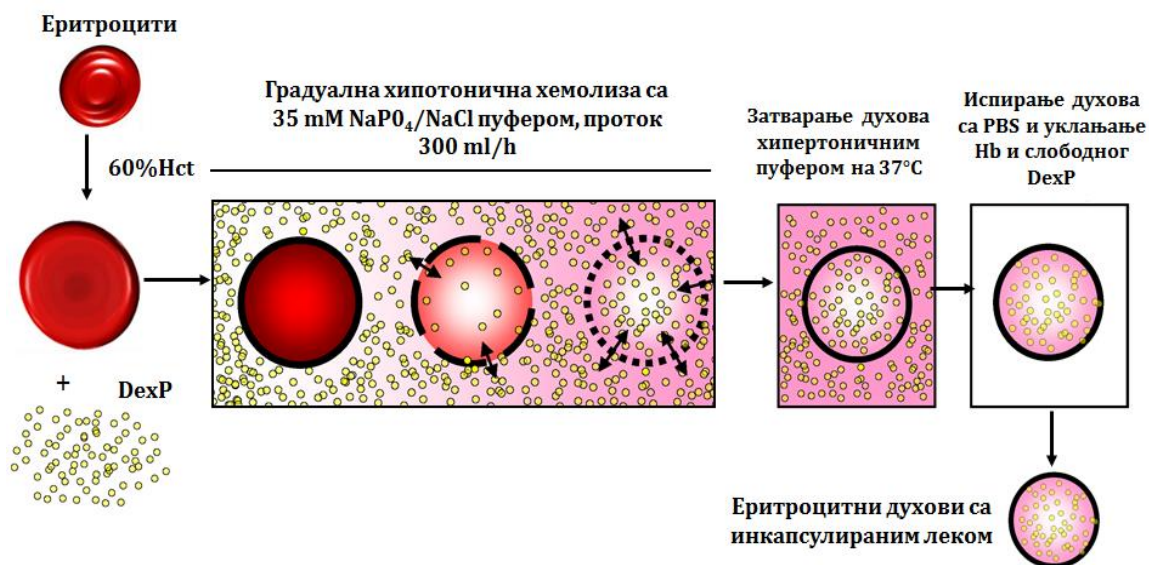 Еритроцити
60%Hct
+
DexP
Градуална хипотонична хемолиза са
35 mM NaP0₄/NaCl пуфером, проток
300 ml/h
Затварање духова
хипертоничним
пуфером на 37°C
Испирање духова
са PBS и уклањање
Hb и слободног
DexP
Еритроцитни духови са
инкапсулираним леком